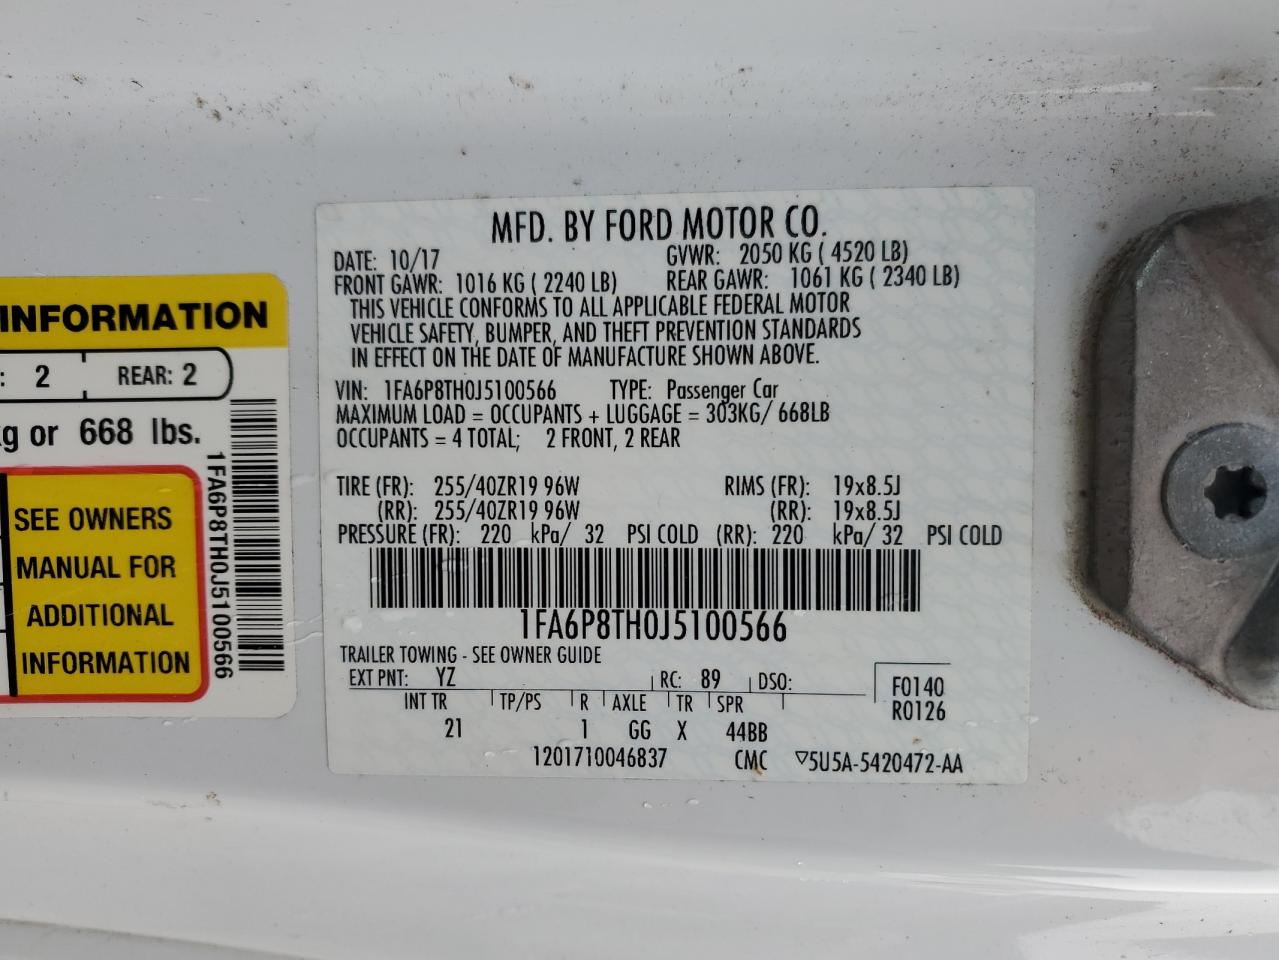 INFORMATION
: 2 REAR: 2
kg or 668 lbs.
SEE OWNERS
MANUAL FOR
ADDITIONAL
INFORMATION
1FA6P8TH0J5100566
MFD. BY FORD MOTOR CO.
DATE: 10/17 GVWR: 2050 KG ( 4520 LB)
FRONT GAWR: 1016 KG ( 2240 LB) REAR GAWR: 1061 KG ( 2340 LB)
THIS VEHICLE CONFORMS TO ALL APPLICABLE FEDERAL MOTOR
VEHICLE SAFETY, BUMPER, AND THEFT PREVENTION STANDARDS
IN EFFECT ON THE DATE OF MANUFACTURE SHOWN ABOVE.
VIN: 1FA6P8TH0J5100566 TYPE: Passenger Car
MAXIMUM LOAD = OCCUPANTS + LUGGAGE = 303KG/ 668LB
OCCUPANTS = 4 TOTAL; 2 FRONT, 2 REAR
TIRE (FR): 255/40ZR19 96W RIMS (FR): 19x8.5J
(RR): 255/40ZR19 96W (RR): 19x8.5J
PRESSURE (FR): 220 kPa/ 32 PSI COLD (RR): 220 kPa/ 32 PSI COLD
1FA6P8TH0J5100566
TRAILER TOWING - SEE OWNER GUIDE
EXT PNT: YZ RC: 89 DSO: F0140
INT TR TP/PS R AXLE TR SPR R0126
21 1 GG X 44BB
1201710046837 CMC ▽5U5A-5420472-AA